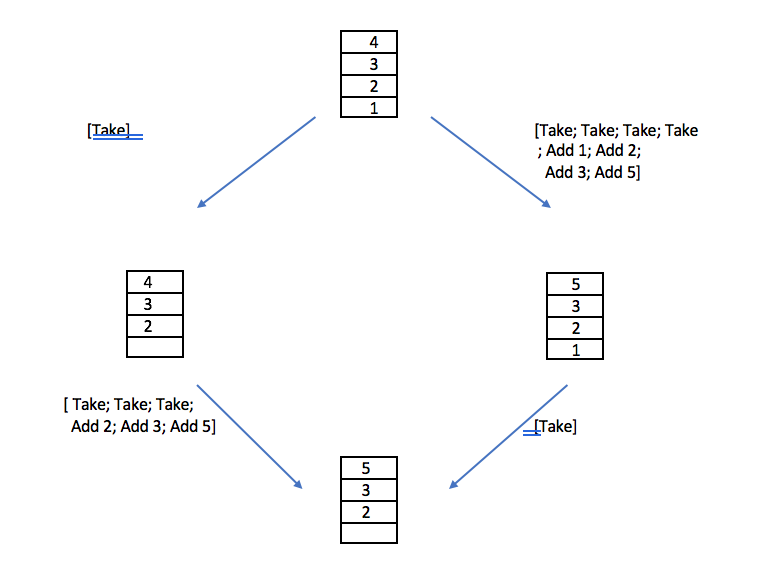 4
3
2
1
[Take]
[Take; Take; Take; Take
; Add 1; Add 2;
Add 3; Add 5]
4
3
2
5
3
2
1
[ Take; Take; Take;
Add 2; Add 3; Add 5]
[Take]
5
3
2